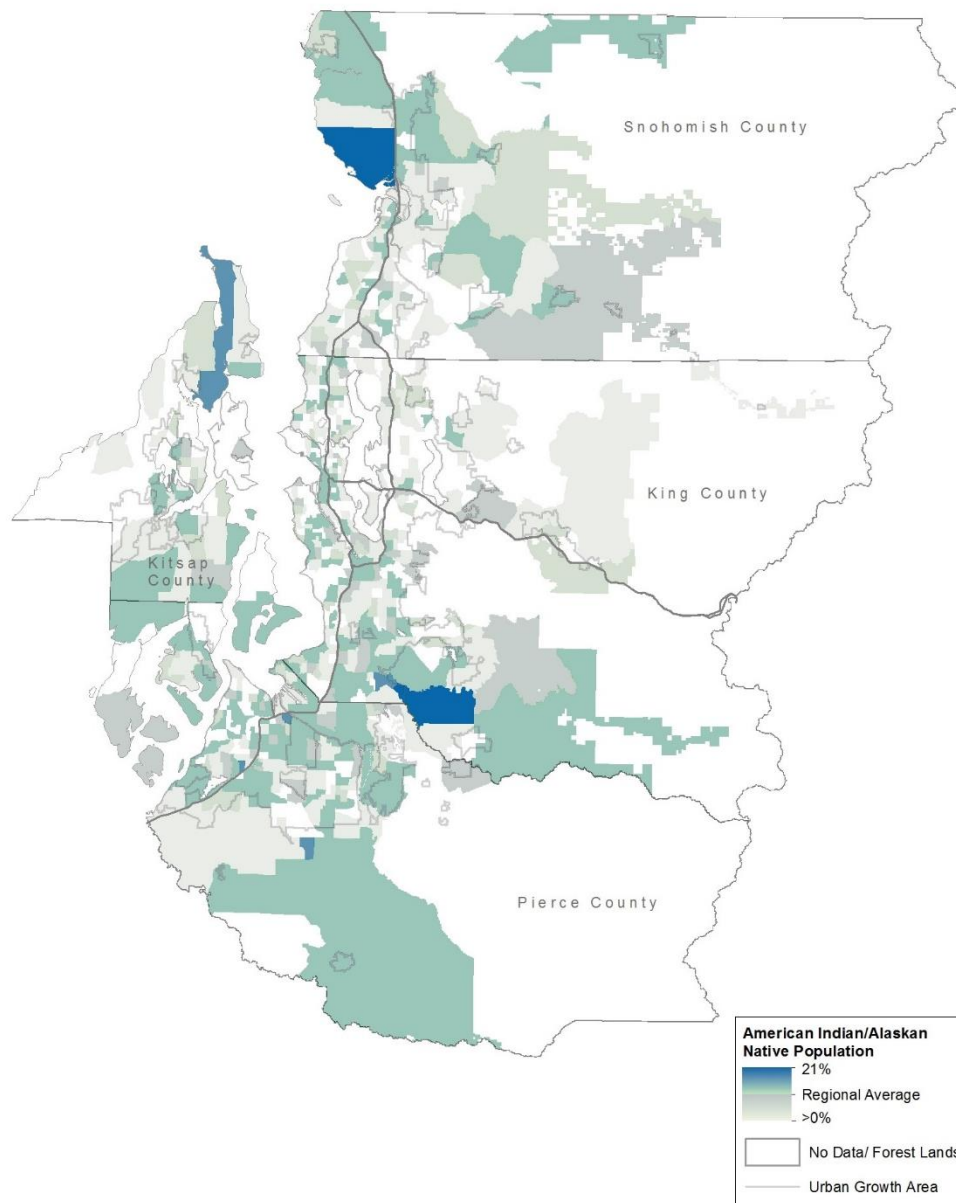 Snohomish County
King County
Kitsap
County
Pierce County
American Indian/Alaskan
Native Population
21%
Regional Average
>0%
No Data/ Forest Lands
Urban Growth Area